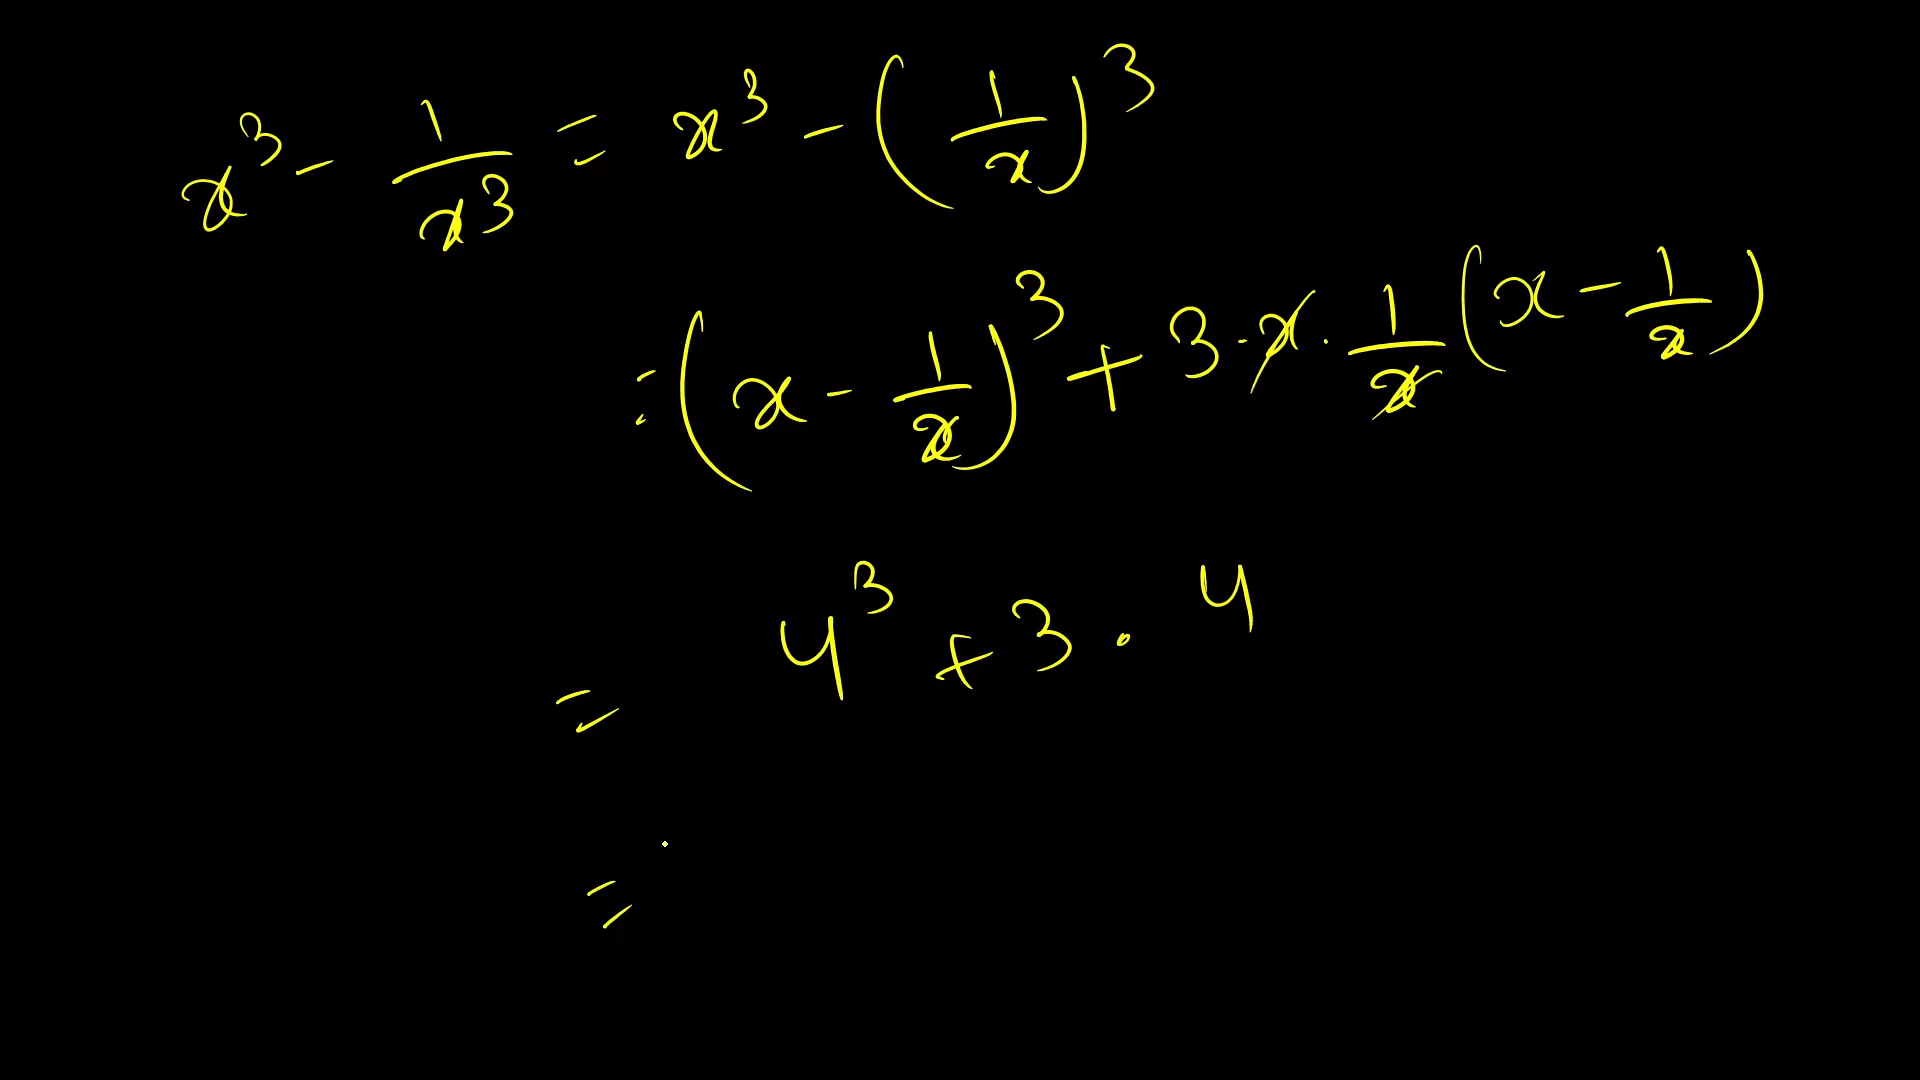 x³ - 1/x³ = x³ - (1/x)³
= (x - 1/x)³ + 3·x·1/x (x - 1/x)
= 4³ + 3·4
=